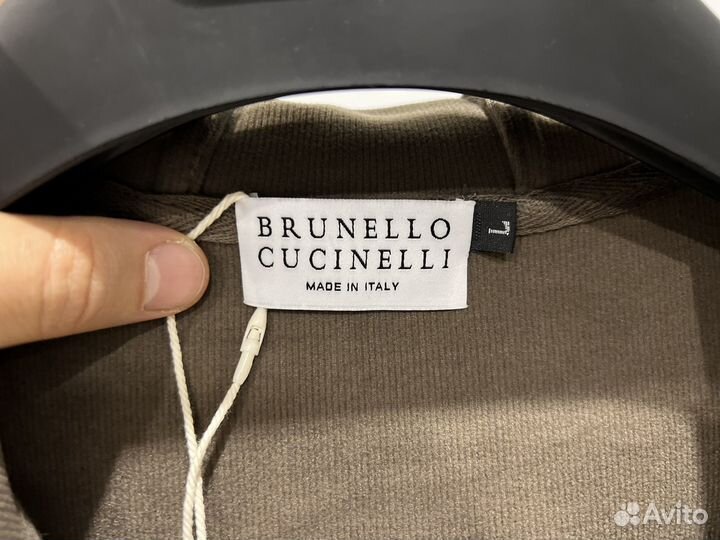 BRUNELLO
CUCINELLI
MADE IN ITALY
L
Avito